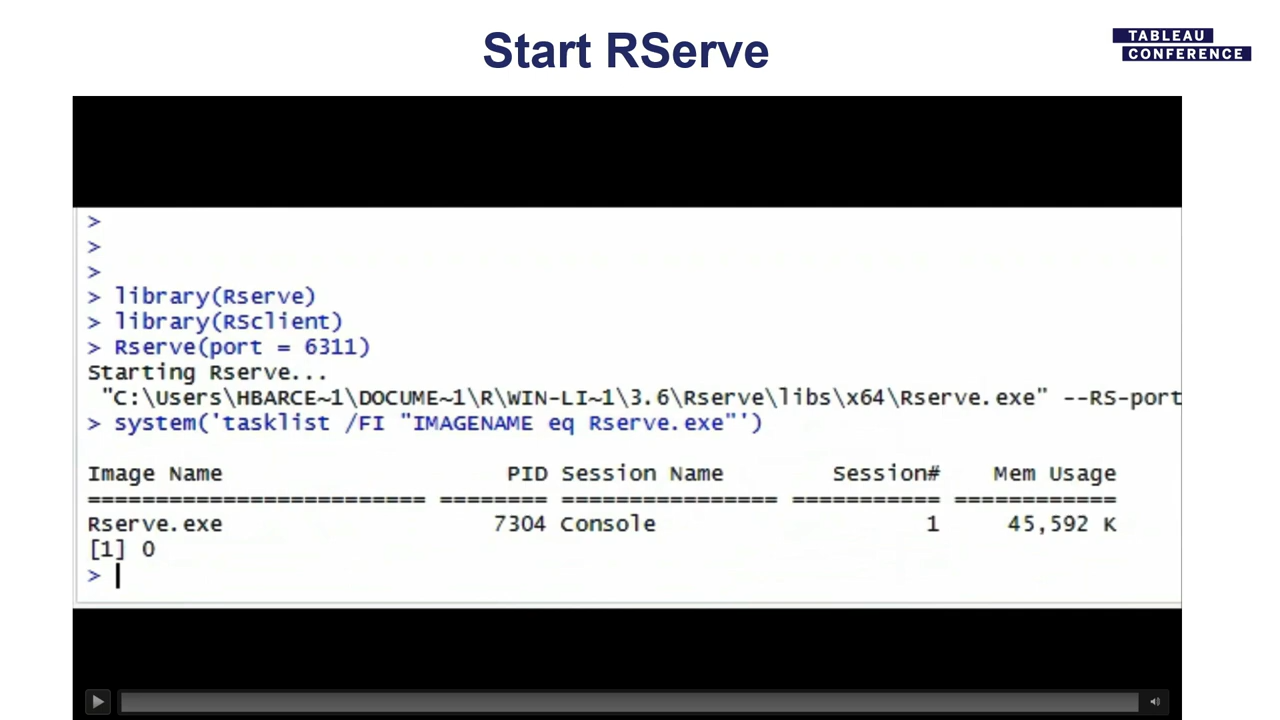 Start RServe
TABLEAU
CONFERENCE
>
>
>
> library(Rserve)
> library(RSclient)
> Rserve(port = 6311)
Starting Rserve...
"C:\Users\HBARCE~1\DOCUME~1\R\WIN-LI~1\3.6\Rserve\libs\x64\Rserve.exe" --RS-port
> system('tasklist /FI "IMAGENAME eq Rserve.exe"')
Image Name PID Session Name Session# Mem Usage
========================= ======== ================ =========== ============
Rserve.exe 7304 Console 1 45,592 K
[1] 0
>